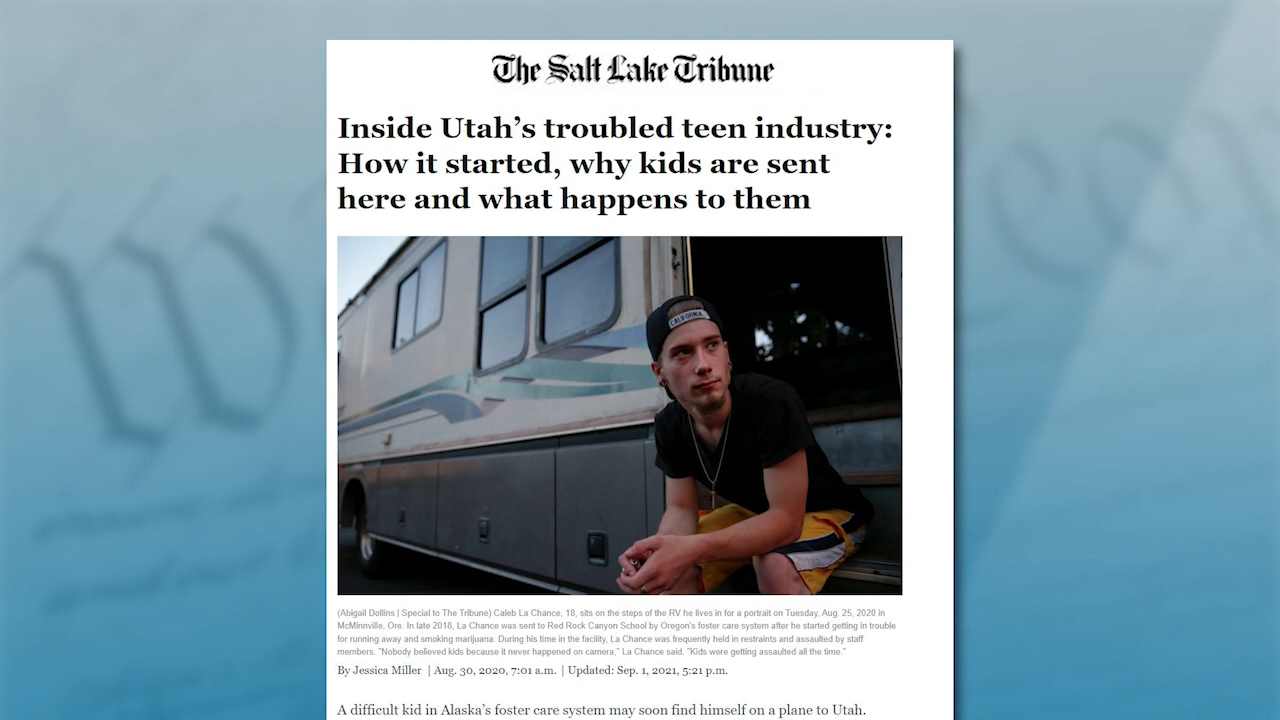 The Salt Lake Tribune
Inside Utah’s troubled teen industry:
How it started, why kids are sent
here and what happens to them
CALIFORNIA
(Abigail Dollins | Special to The Tribune) Caleb La Chance, 18, sits on the steps of the RV he lives in for a portrait on Tuesday, Aug. 25, 2020 in
McMinnville, Ore. In late 2018, La Chance was sent to Red Rock Canyon School by Oregon's foster care system after he started getting in trouble
for running away and smoking marijuana. During his time in the facility, La Chance was frequently held in restraints and assaulted by staff
members. "Nobody believed kids because it never happened on camera," La Chance said. "Kids were getting assaulted all the time."
By Jessica Miller | Aug. 30, 2020, 7:01 a.m. | Updated: Sep. 1, 2021, 5:21 p.m.
A difficult kid in Alaska’s foster care system may soon find himself on a plane to Utah.